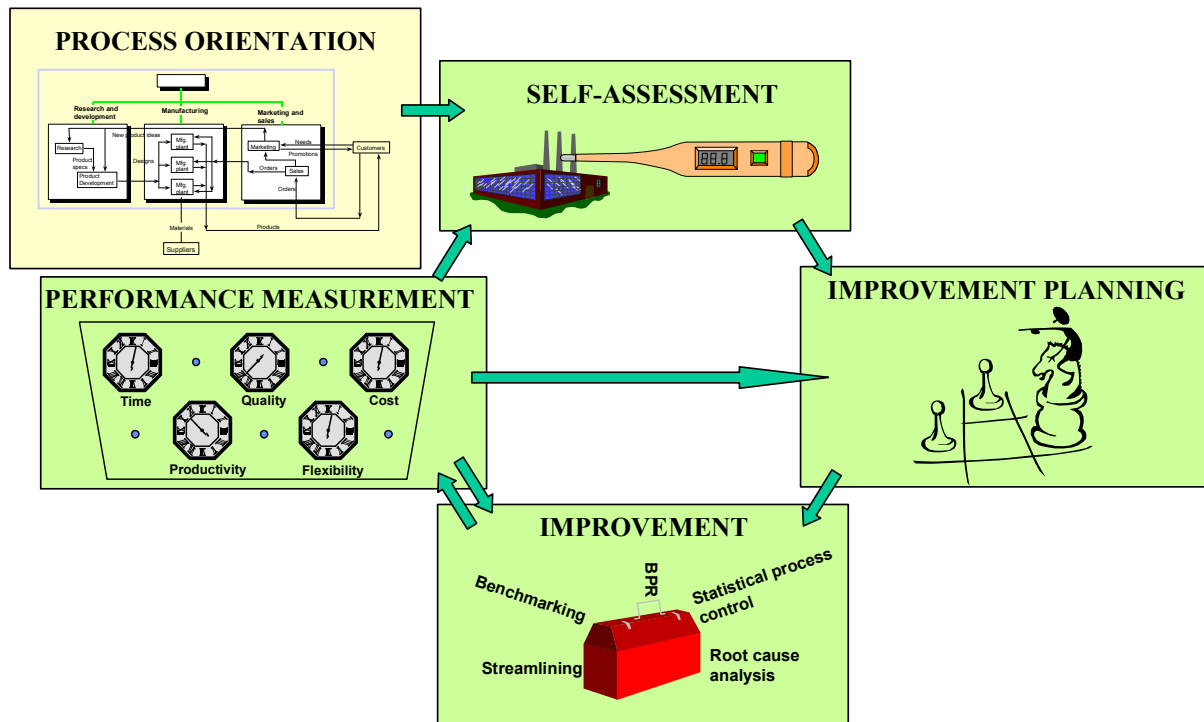 PROCESS ORIENTATION
Research and
development
Manufacturing
Marketing and
sales
New product ideas
Research
Product
specs
Product
Development
Designs
Mfg.
plant
Mfg.
plant
Mfg.
plant
Marketing
Needs
Promotions
Customers
Orders
Sales
Orders
Materials
Products
Suppliers
SELF-ASSESSMENT
PERFORMANCE MEASUREMENT
Time
Quality
Cost
Productivity
Flexibility
IMPROVEMENT PLANNING
IMPROVEMENT
Benchmarking
BPR
Statistical process
control
Streamlining
Root cause
analysis